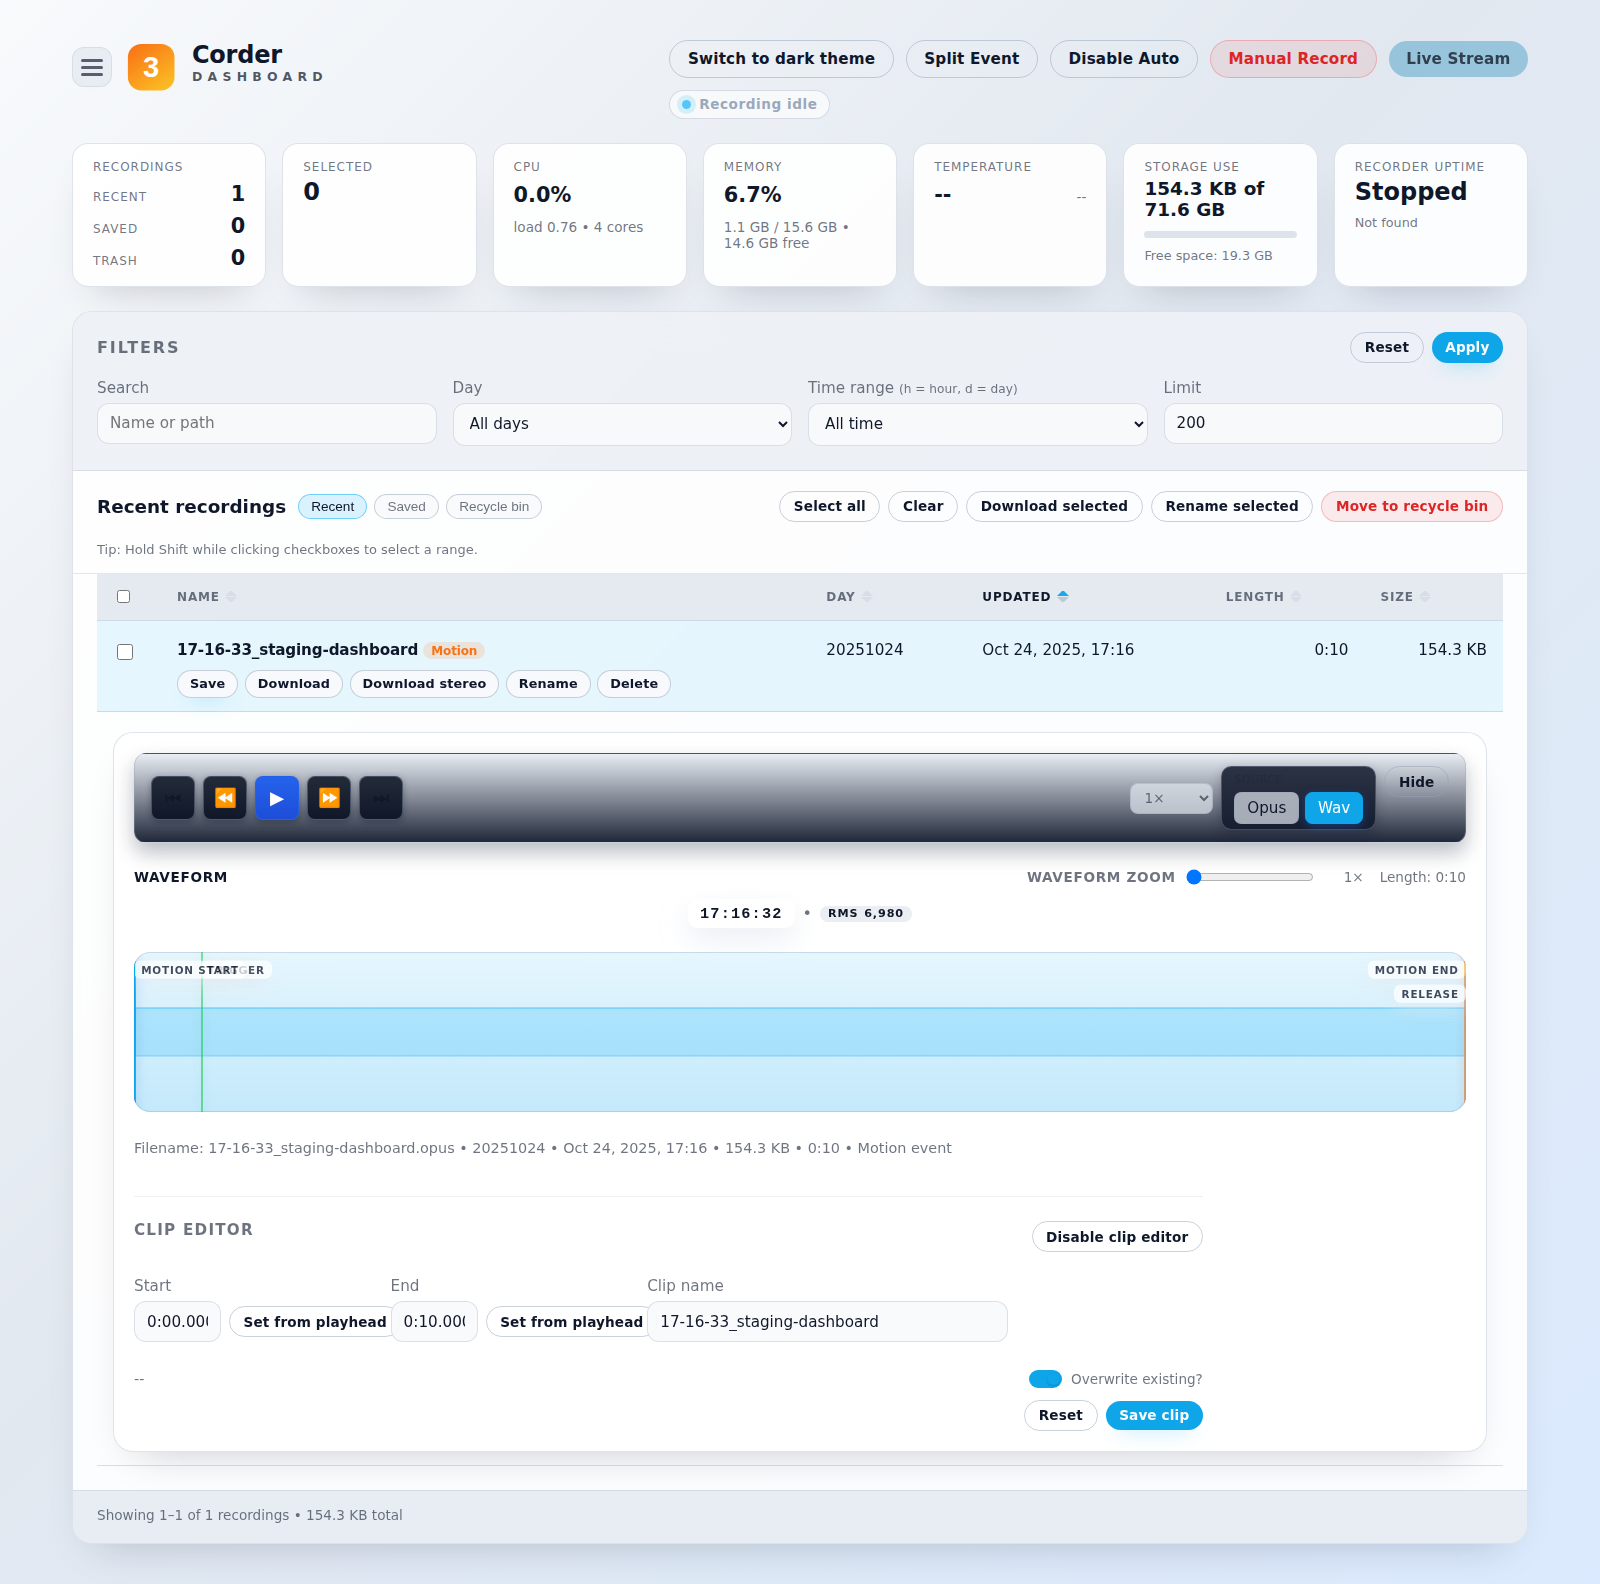 3
Corder
DASHBOARD
Switch to dark theme
Split Event
Disable Auto
Manual Record
Live Stream
Recording idle
RECORDINGS
RECENT 1
SAVED 0
TRASH 0
SELECTED
0
CPU
0.0%
load 0.76 • 4 cores
MEMORY
6.7%
1.1 GB / 15.6 GB •
14.6 GB free
TEMPERATURE
-- --
STORAGE USE
154.3 KB of
71.6 GB
Free space: 19.3 GB
RECORDER UPTIME
Stopped
Not found
FILTERS
Reset
Apply
Search
Name or path
Day
All days
Time range (h = hour, d = day)
All time
Limit
200
Recent recordings
Recent
Saved
Recycle bin
Select all
Clear
Download selected
Rename selected
Move to recycle bin
Tip: Hold Shift while clicking checkboxes to select a range.
NAME DAY UPDATED LENGTH SIZE
17-16-33_staging-dashboard Motion 20251024 Oct 24, 2025, 17:16 0:10 154.3 KB
Save
Download
Download stereo
Rename
Delete
1×
Opus
Wav
Hide
WAVEFORM
WAVEFORM ZOOM 1× Length: 0:10
17:16:32 • RMS 6,980
MOTION START
MOTION END
RELEASE
Filename: 17-16-33_staging-dashboard.opus • 20251024 • Oct 24, 2025, 17:16 • 154.3 KB • 0:10 • Motion event
CLIP EDITOR
Disable clip editor
Start
0:00.00
Set from playhead
End
0:10.00
Set from playhead
Clip name
17-16-33_staging-dashboard
--
Overwrite existing?
Reset
Save clip
Showing 1–1 of 1 recordings • 154.3 KB total